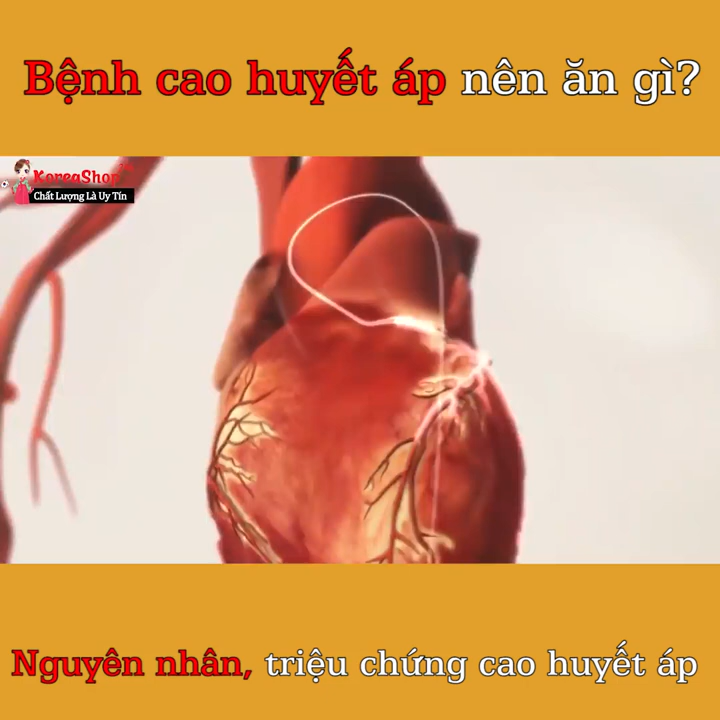 Bệnh cao huyết áp nên ăn gì?
KoreaShop
Chất Lượng Là Uy Tín
Nguyên nhân, triệu chứng cao huyết áp